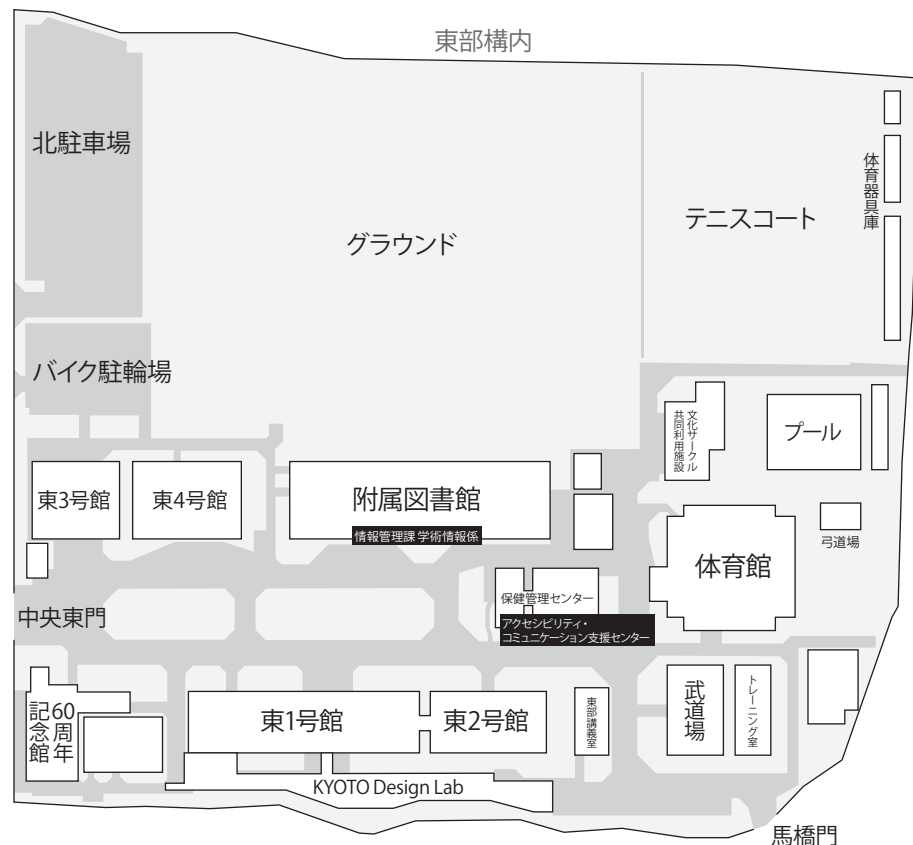 東部構内
北駐車場
体育器具庫
テニスコート
グラウンド
バイク駐輪場
文化サークル
共同利用施設
プール
東3号館
東4号館
附属図書館
情報管理課 学術情報係
弓道場
体育館
保健管理センター
中央東門
アクセシビリティ・
コミュニケーション支援センター
60周年
記念館
東1号館
東2号館
東部講義室
武道場
トレーニング室
KYOTO Design Lab
馬橋門